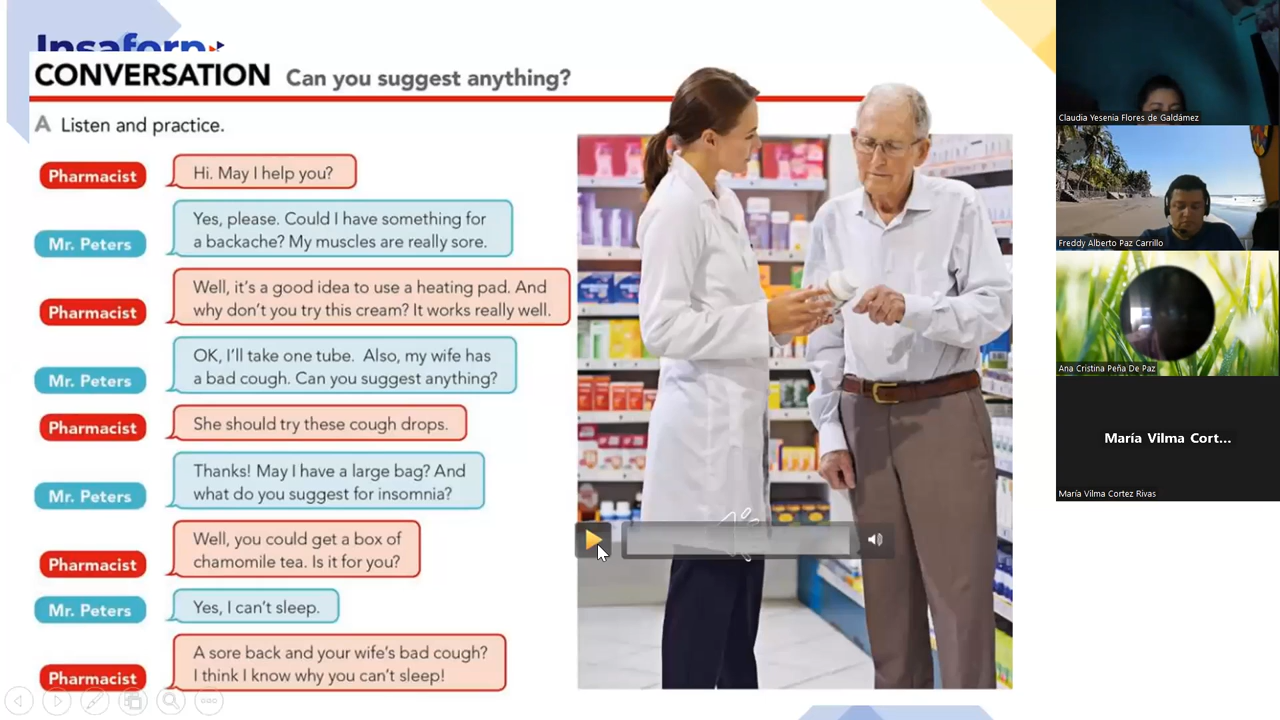 Insaforp
CONVERSATION Can you suggest anything?
A Listen and practice.
Pharmacist
Hi. May I help you?
Mr. Peters
Yes, please. Could I have something for
a backache? My muscles are really sore.
Pharmacist
Well, it's a good idea to use a heating pad. And
why don't you try this cream? It works really well.
Mr. Peters
OK, I'll take one tube. Also, my wife has
a bad cough. Can you suggest anything?
Pharmacist
She should try these cough drops.
Mr. Peters
Thanks! May I have a large bag? And
what do you suggest for insomnia?
Pharmacist
Well, you could get a box of
chamomile tea. Is it for you?
Mr. Peters
Yes, I can't sleep.
Pharmacist
A sore back and your wife's bad cough?
I think I know why you can't sleep!
Claudia Yesenia Flores de Galdámez
Freddy Alberto Paz Carrillo
Ana Cristina Peña De Paz
María Vilma Cort...
María Vilma Cortez Rivas